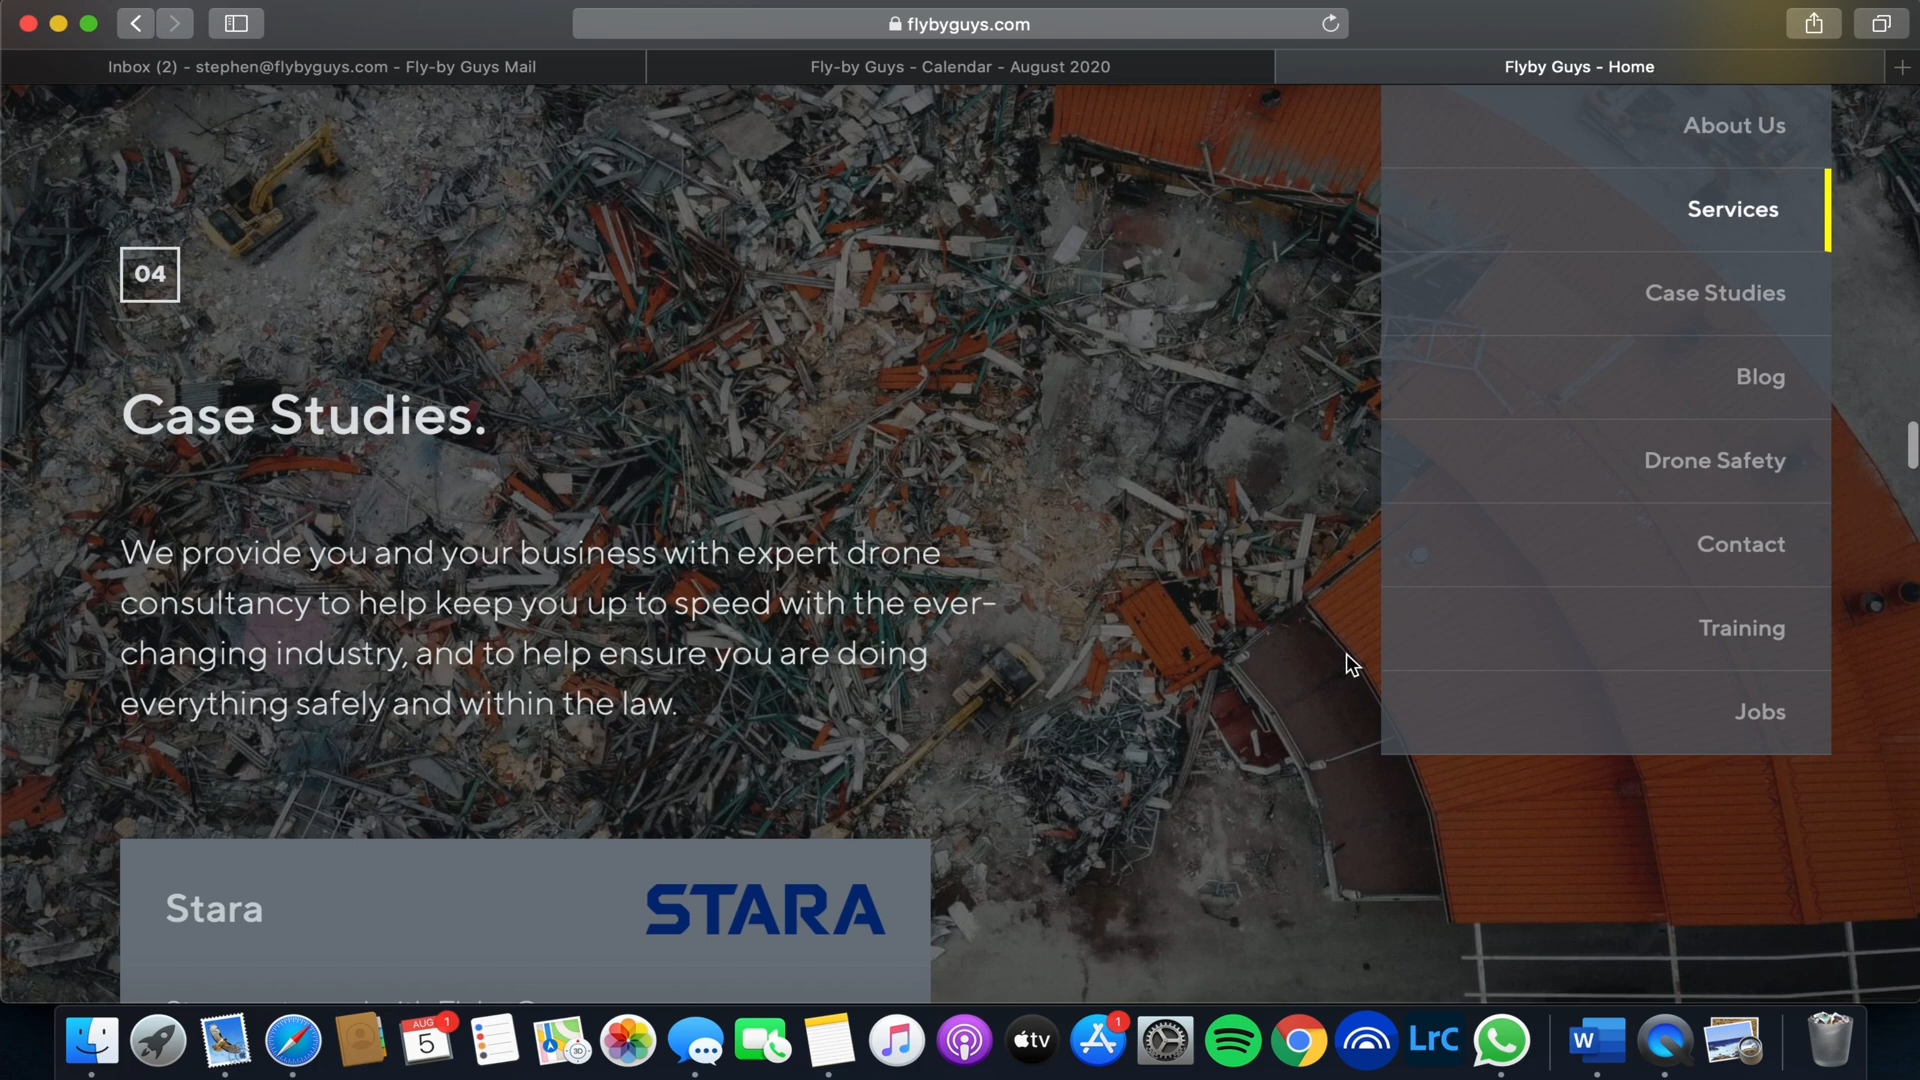 flybyguys.com
Inbox (2) - stephen@flybyguys.com - Fly-by Guys Mail
Fly-by Guys - Calendar - August 2020
Flyby Guys - Home
About Us
Services
Case Studies
Blog
Drone Safety
Contact
Training
Jobs
04
Case Studies.
We provide you and your business with expert drone
consultancy to help keep you up to speed with the ever-
changing industry, and to help ensure you are doing
everything safely and within the law.
Stara
STARA
AUG
5
1
3D
tv
1
LrC
W